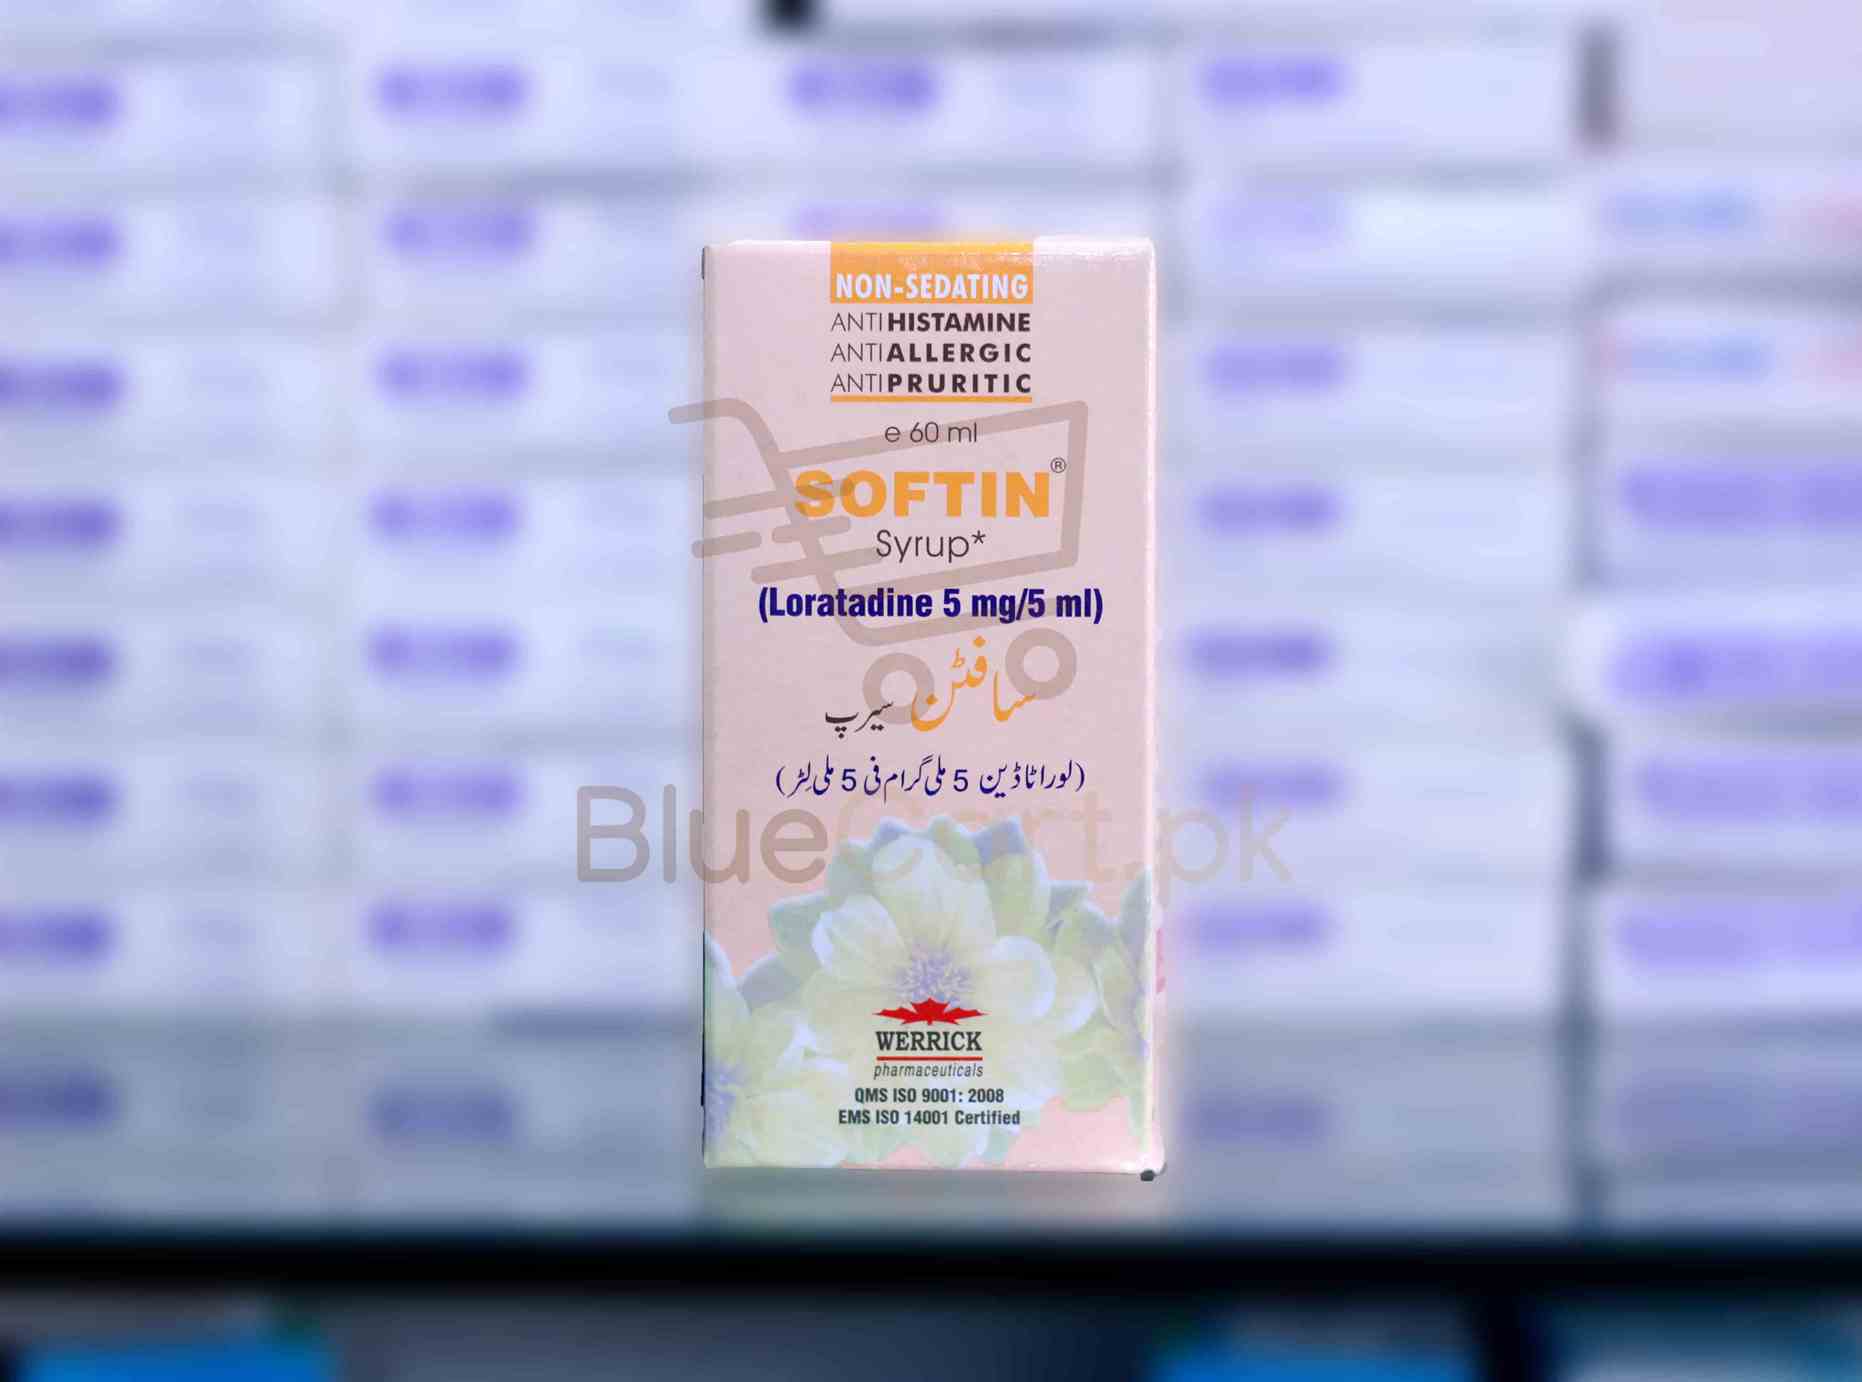 NON-SEDATING
ANTIHISTAMINE
ANTIALLERGIC
ANTIPRURITIC
e 60 ml
SOFTIN®
Syrup*
(Loratadine 5 mg/5 ml)
سافٹن سیرپ
(لوراٹاڈین 5 ملی گرام فی 5 ملی لِٹر)
BlueCart.pk
WERRICK
pharmaceuticals
QMS ISO 9001: 2008
EMS ISO 14001 Certified